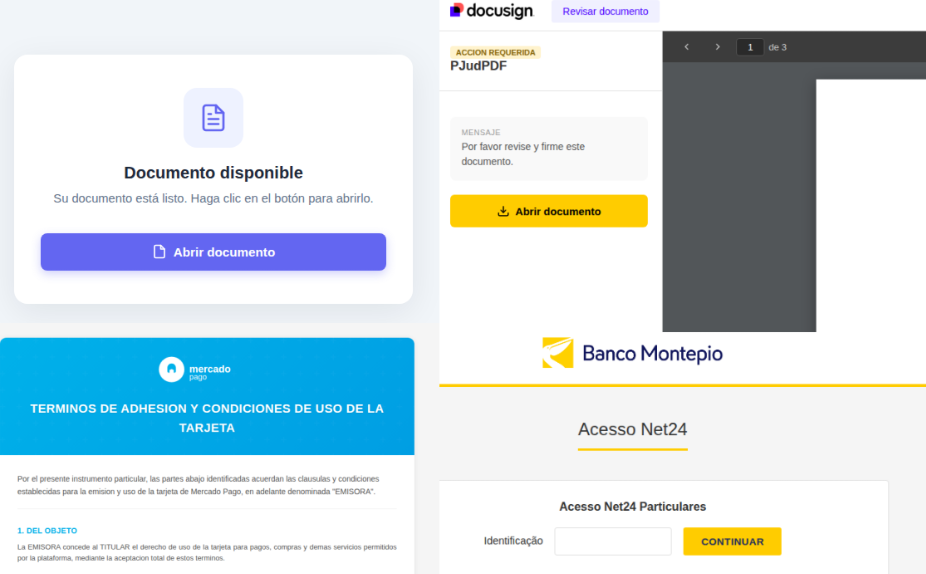 Documento disponible
Su documento está listo. Haga clic en el botón para abrirlo.
Abrir documento
docusign
Revisar documento
ACCION REQUERIDA
PJudPDF
1 de 3
MENSAJE
Por favor revise y firme este
documento.
Abrir documento
mercado
pago
TERMINOS DE ADHESION Y CONDICIONES DE USO DE LA
TARJETA
Por el presente instrumento particular, las partes abajo identificadas acuerdan las clausulas y condiciones
establecidas para la emision y uso de la tarjeta de Mercado Pago, en adelante denominada "EMISORA".
1. DEL OBJETO
La EMISORA concede al TITULAR el derecho de uso de la tarjeta para pagos, compras y demas servicios permitidos
por la plataforma, mediante la aceptacion total de estos terminos.
Banco Montepio
Acesso Net24
Acesso Net24 Particulares
Identificação
CONTINUAR